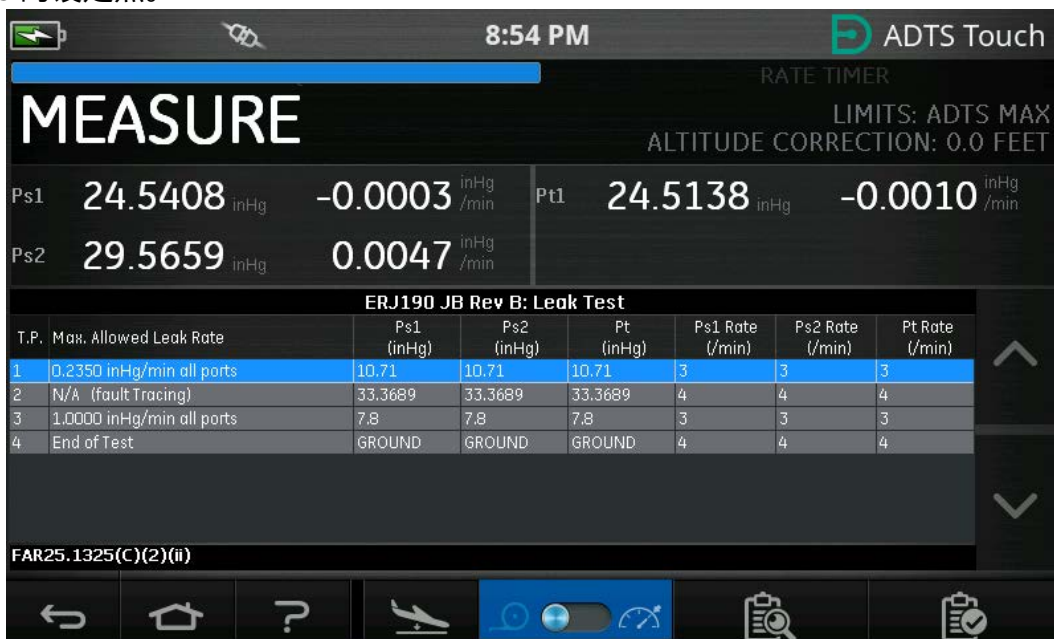 8:54 PM
ADTS Touch
RATE TIMER
MEASURE
LIMITS: ADTS MAX
ALTITUDE CORRECTION: 0.0 FEET
Ps1 24.5408 inHg -0.0003 inHg/min Pt1 24.5138 inHg -0.0010 inHg/min
Ps2 29.5659 inHg 0.0047 inHg/min
ERJ190 JB Rev B: Leak Test
T.P. Max. Allowed Leak Rate Ps1 (inHg) Ps2 (inHg) Pt (inHg) Ps1 Rate (/min) Ps2 Rate (/min) Pt Rate (/min)
1 0.2350 inHg/min all ports 10.71 10.71 10.71 3 3 3
2 N/A (fault Tracing) 33.3689 33.3689 33.3689 4 4 4
3 1.0000 inHg/min all ports 7.8 7.8 7.8 3 3 3
4 End of Test GROUND GROUND GROUND 4 4 4
FAR25.1325(C)(2)(ii)